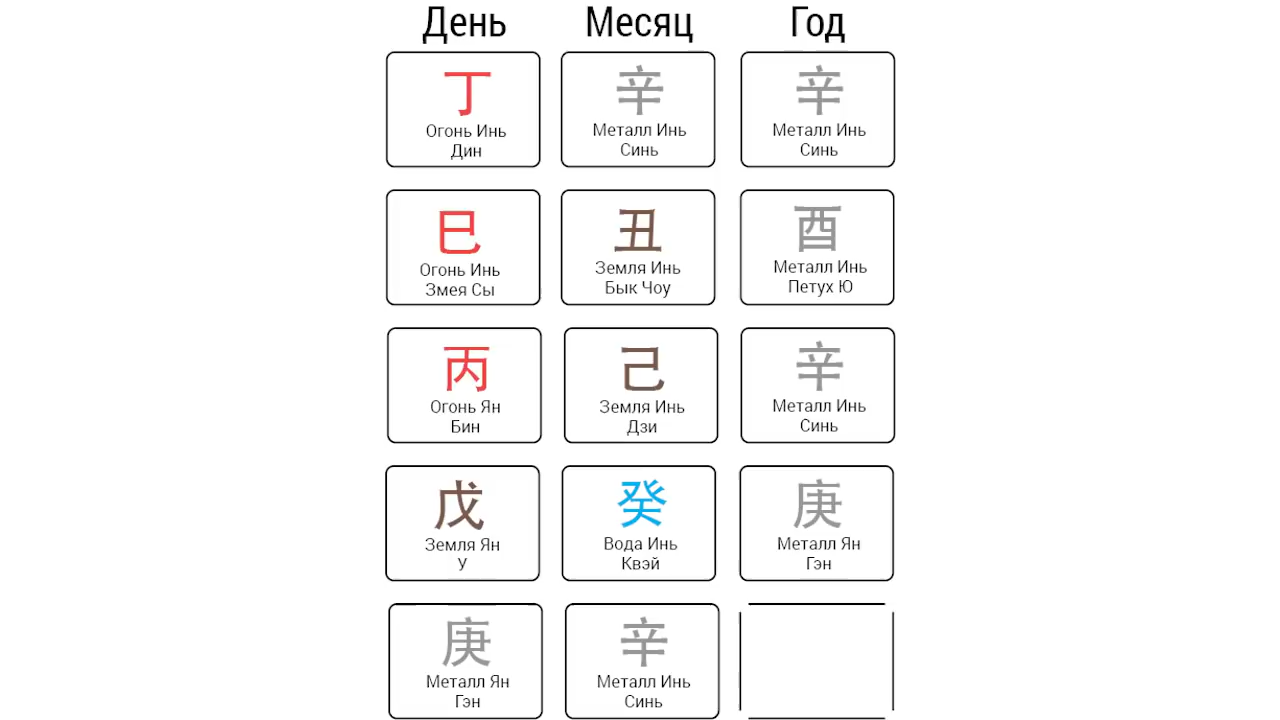 День Месяц Год
丁 辛 辛
Огонь Инь Металл Инь Металл Инь
Дин Синь Синь
巳 丑 酉
Огонь Инь Земля Инь Металл Инь
Змея Сы Бык Чоу Петух Ю
丙 己 辛
Огонь Ян Земля Инь Металл Инь
Бин Дзи Синь
戊 癸 庚
Земля Ян Вода Инь Металл Ян
У Квэй Гэн
庚 辛
Металл Ян Металл Инь
Гэн Синь